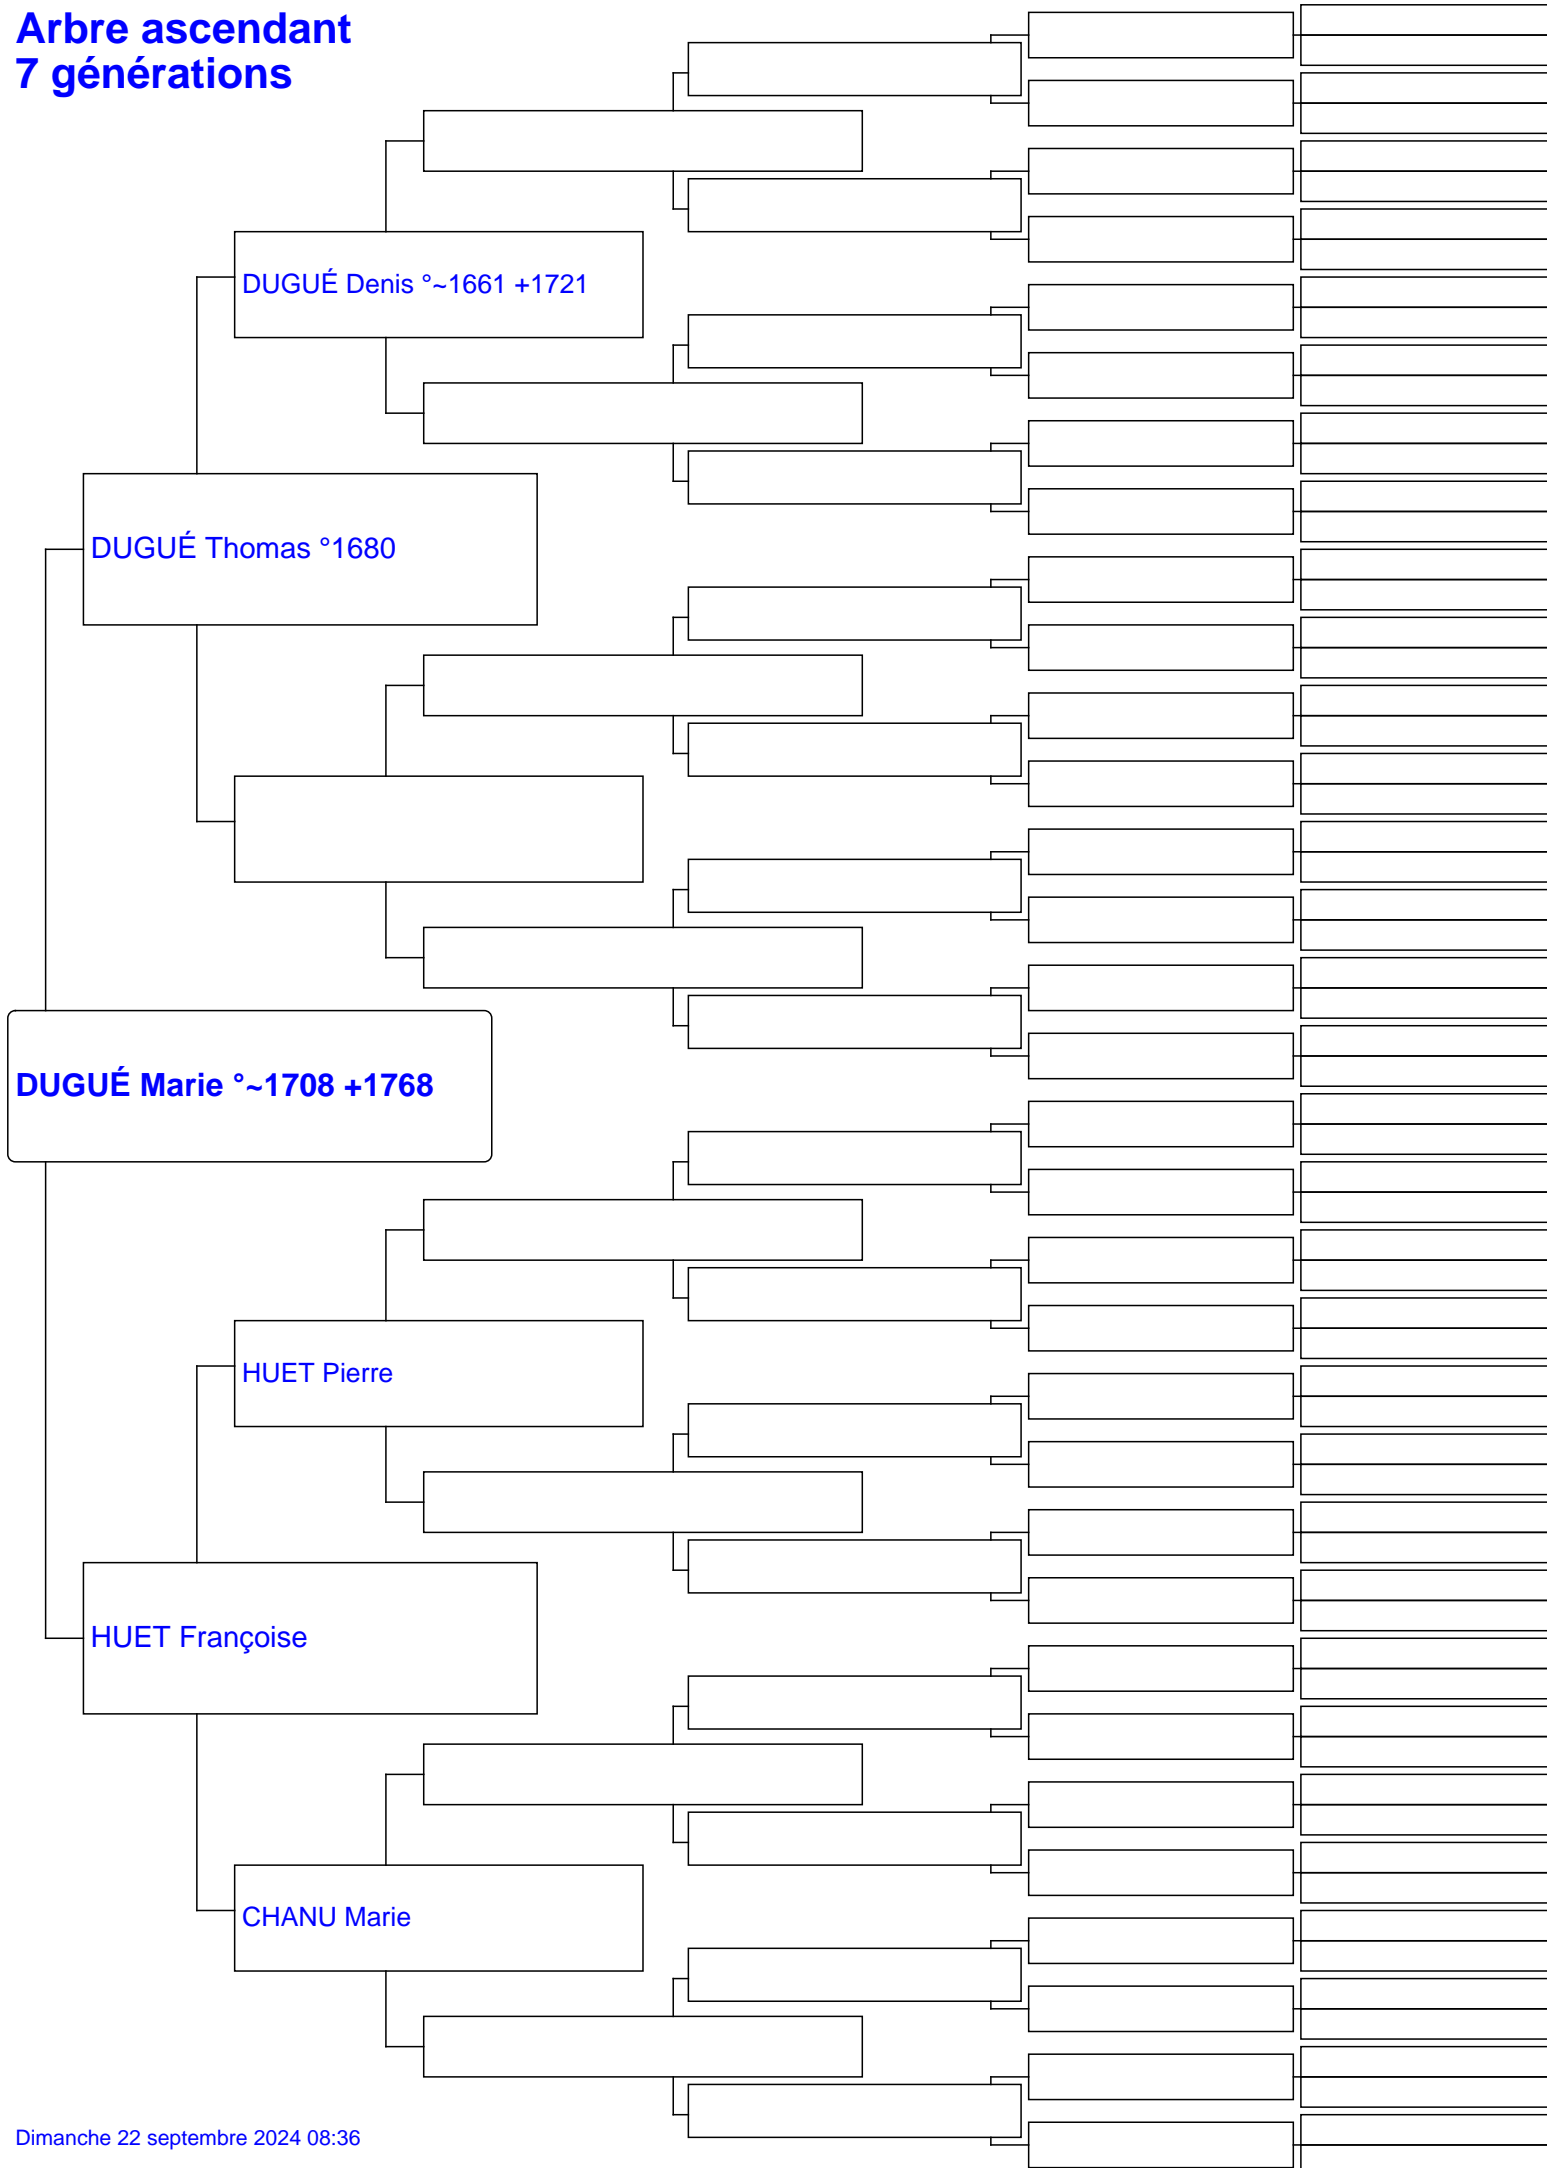 Arbre ascendant
7 générations
DUGUÉ Denis °~1661 +1721
DUGUÉ Thomas °1680
DUGUÉ Marie °~1708 +1768
HUET Pierre
HUET Françoise
CHANU Marie
Dimanche 22 septembre 2024 08:36